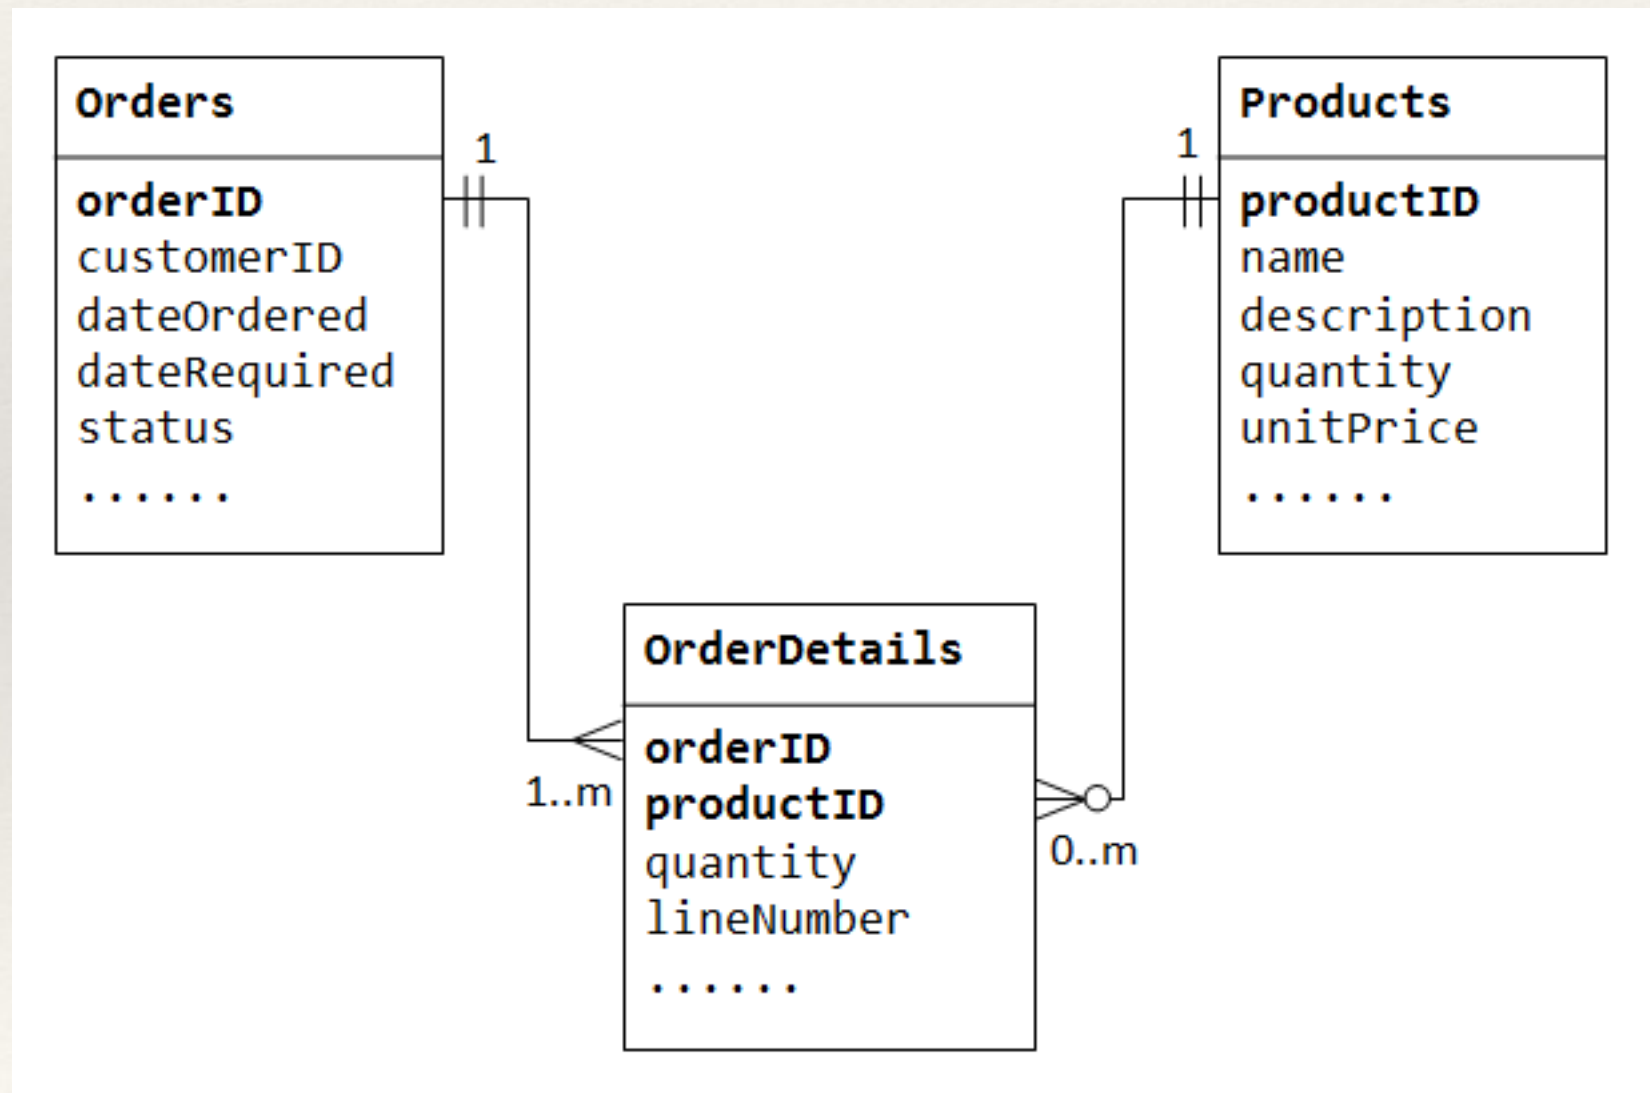 Orders
orderID
customerID
dateOrdered
dateRequired
status
......
1
1..m
Products
productID
name
description
quantity
unitPrice
......
1
0..m
OrderDetails
orderID
productID
quantity
lineNumber
......